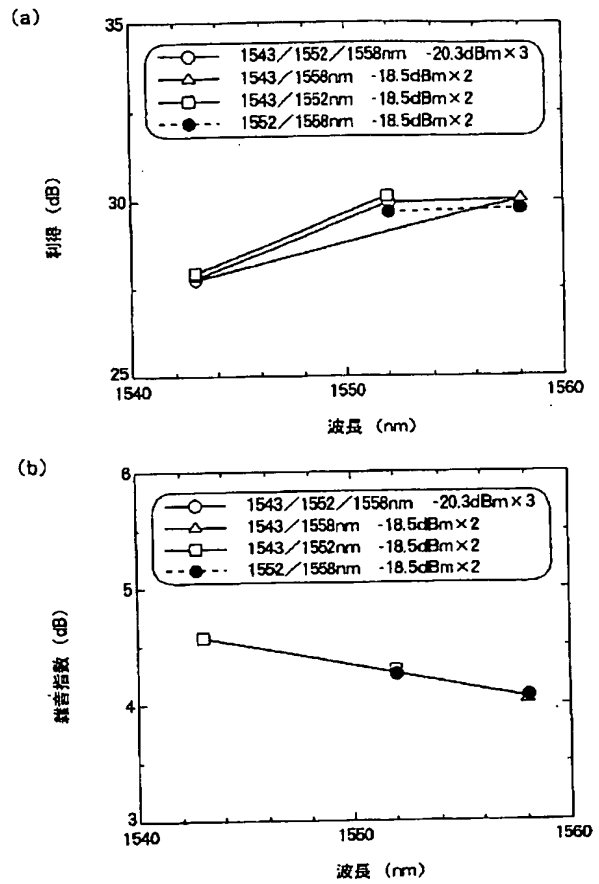 (a)
35
1543/1552/1558nm -20.3dBm×3
1543/1558nm -18.5dBm×2
1543/1552nm -18.5dBm×2
1552/1558nm -18.5dBm×2
利得 (dB)
30
25
1540
1550
1560
波長 (nm)
(b)
6
1543/1552/1558nm -20.3dBm×3
1543/1558nm -18.5dBm×2
1543/1552nm -18.5dBm×2
1552/1558nm -18.5dBm×2
雑音指数 (dB)
5
4
3
1540
1550
1560
波長 (nm)